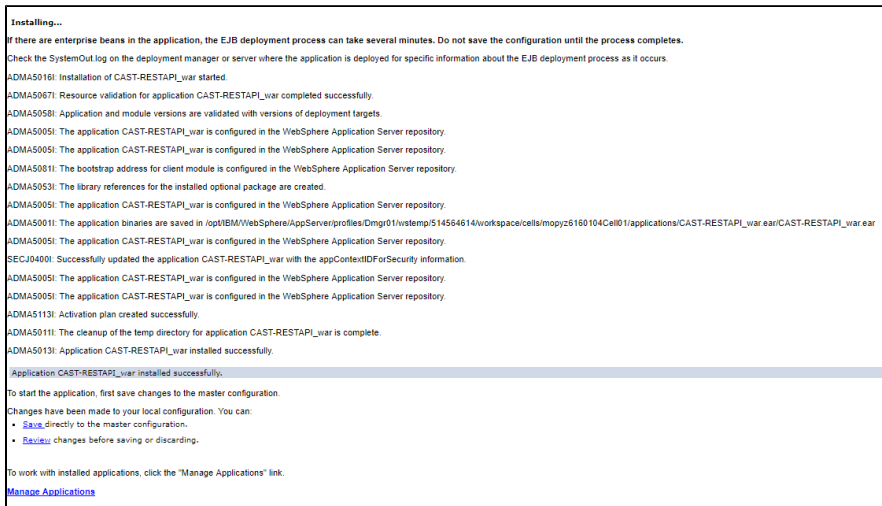 Installing...
If there are enterprise beans in the application, the EJB deployment process can take several minutes. Do not save the configuration until the process completes.
Check the SystemOut.log on the deployment manager or server where the application is deployed for specific information about the EJB deployment process as it occurs.
ADMA5016I: Installation of CAST-RESTAPI_war started.
ADMA5067I: Resource validation for application CAST-RESTAPI_war completed successfully.
ADMA5058I: Application and module versions are validated with versions of deployment targets.
ADMA5005I: The application CAST-RESTAPI_war is configured in the WebSphere Application Server repository.
ADMA5005I: The application CAST-RESTAPI_war is configured in the WebSphere Application Server repository.
ADMA5081I: The bootstrap address for client module is configured in the WebSphere Application Server repository.
ADMA5053I: The library references for the installed optional package are created.
ADMA5005I: The application CAST-RESTAPI_war is configured in the WebSphere Application Server repository.
ADMA5001I: The application binaries are saved in /opt/IBM/WebSphere/AppServer/profiles/Dmgr01/wstemp/514564614/workspace/cells/mopyz6160104Cell01/applications/CAST-RESTAPI_war.ear/CAST-RESTAPI_war.ear
ADMA5005I: The application CAST-RESTAPI_war is configured in the WebSphere Application Server repository.
SECJ0400I: Successfully updated the application CAST-RESTAPI_war with the appContextIDForSecurity information.
ADMA5005I: The application CAST-RESTAPI_war is configured in the WebSphere Application Server repository.
ADMA5005I: The application CAST-RESTAPI_war is configured in the WebSphere Application Server repository.
ADMA5113I: Activation plan created successfully.
ADMA5011I: The cleanup of the temp directory for application CAST-RESTAPI_war is complete.
ADMA5013I: Application CAST-RESTAPI_war installed successfully.
Application CAST-RESTAPI_war installed successfully.
To start the application, first save changes to the master configuration.
Changes have been made to your local configuration. You can:
• Save directly to the master configuration.
• Review changes before saving or discarding.
To work with installed applications, click the "Manage Applications" link.
Manage Applications